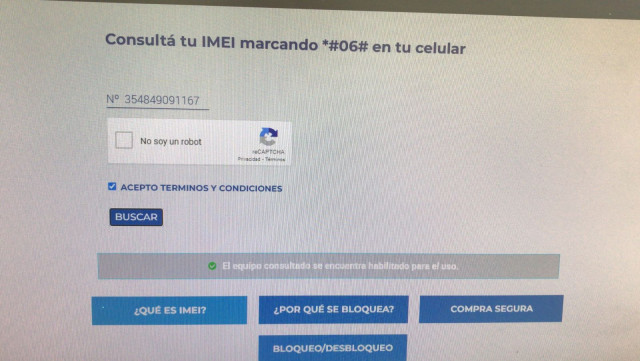 Consultá tu IMEI marcando *#06# en tu celular
Nº 354849091167
No soy un robot
reCAPTCHA
Privacidad - Términos
ACEPTO TERMINOS Y CONDICIONES
BUSCAR
El equipo consultado se encuentra habilitado para el uso.
¿QUÉ ES IMEI?
¿POR QUÉ SE BLOQUEA?
COMPRA SEGURA
BLOQUEO/DESBLOQUEO